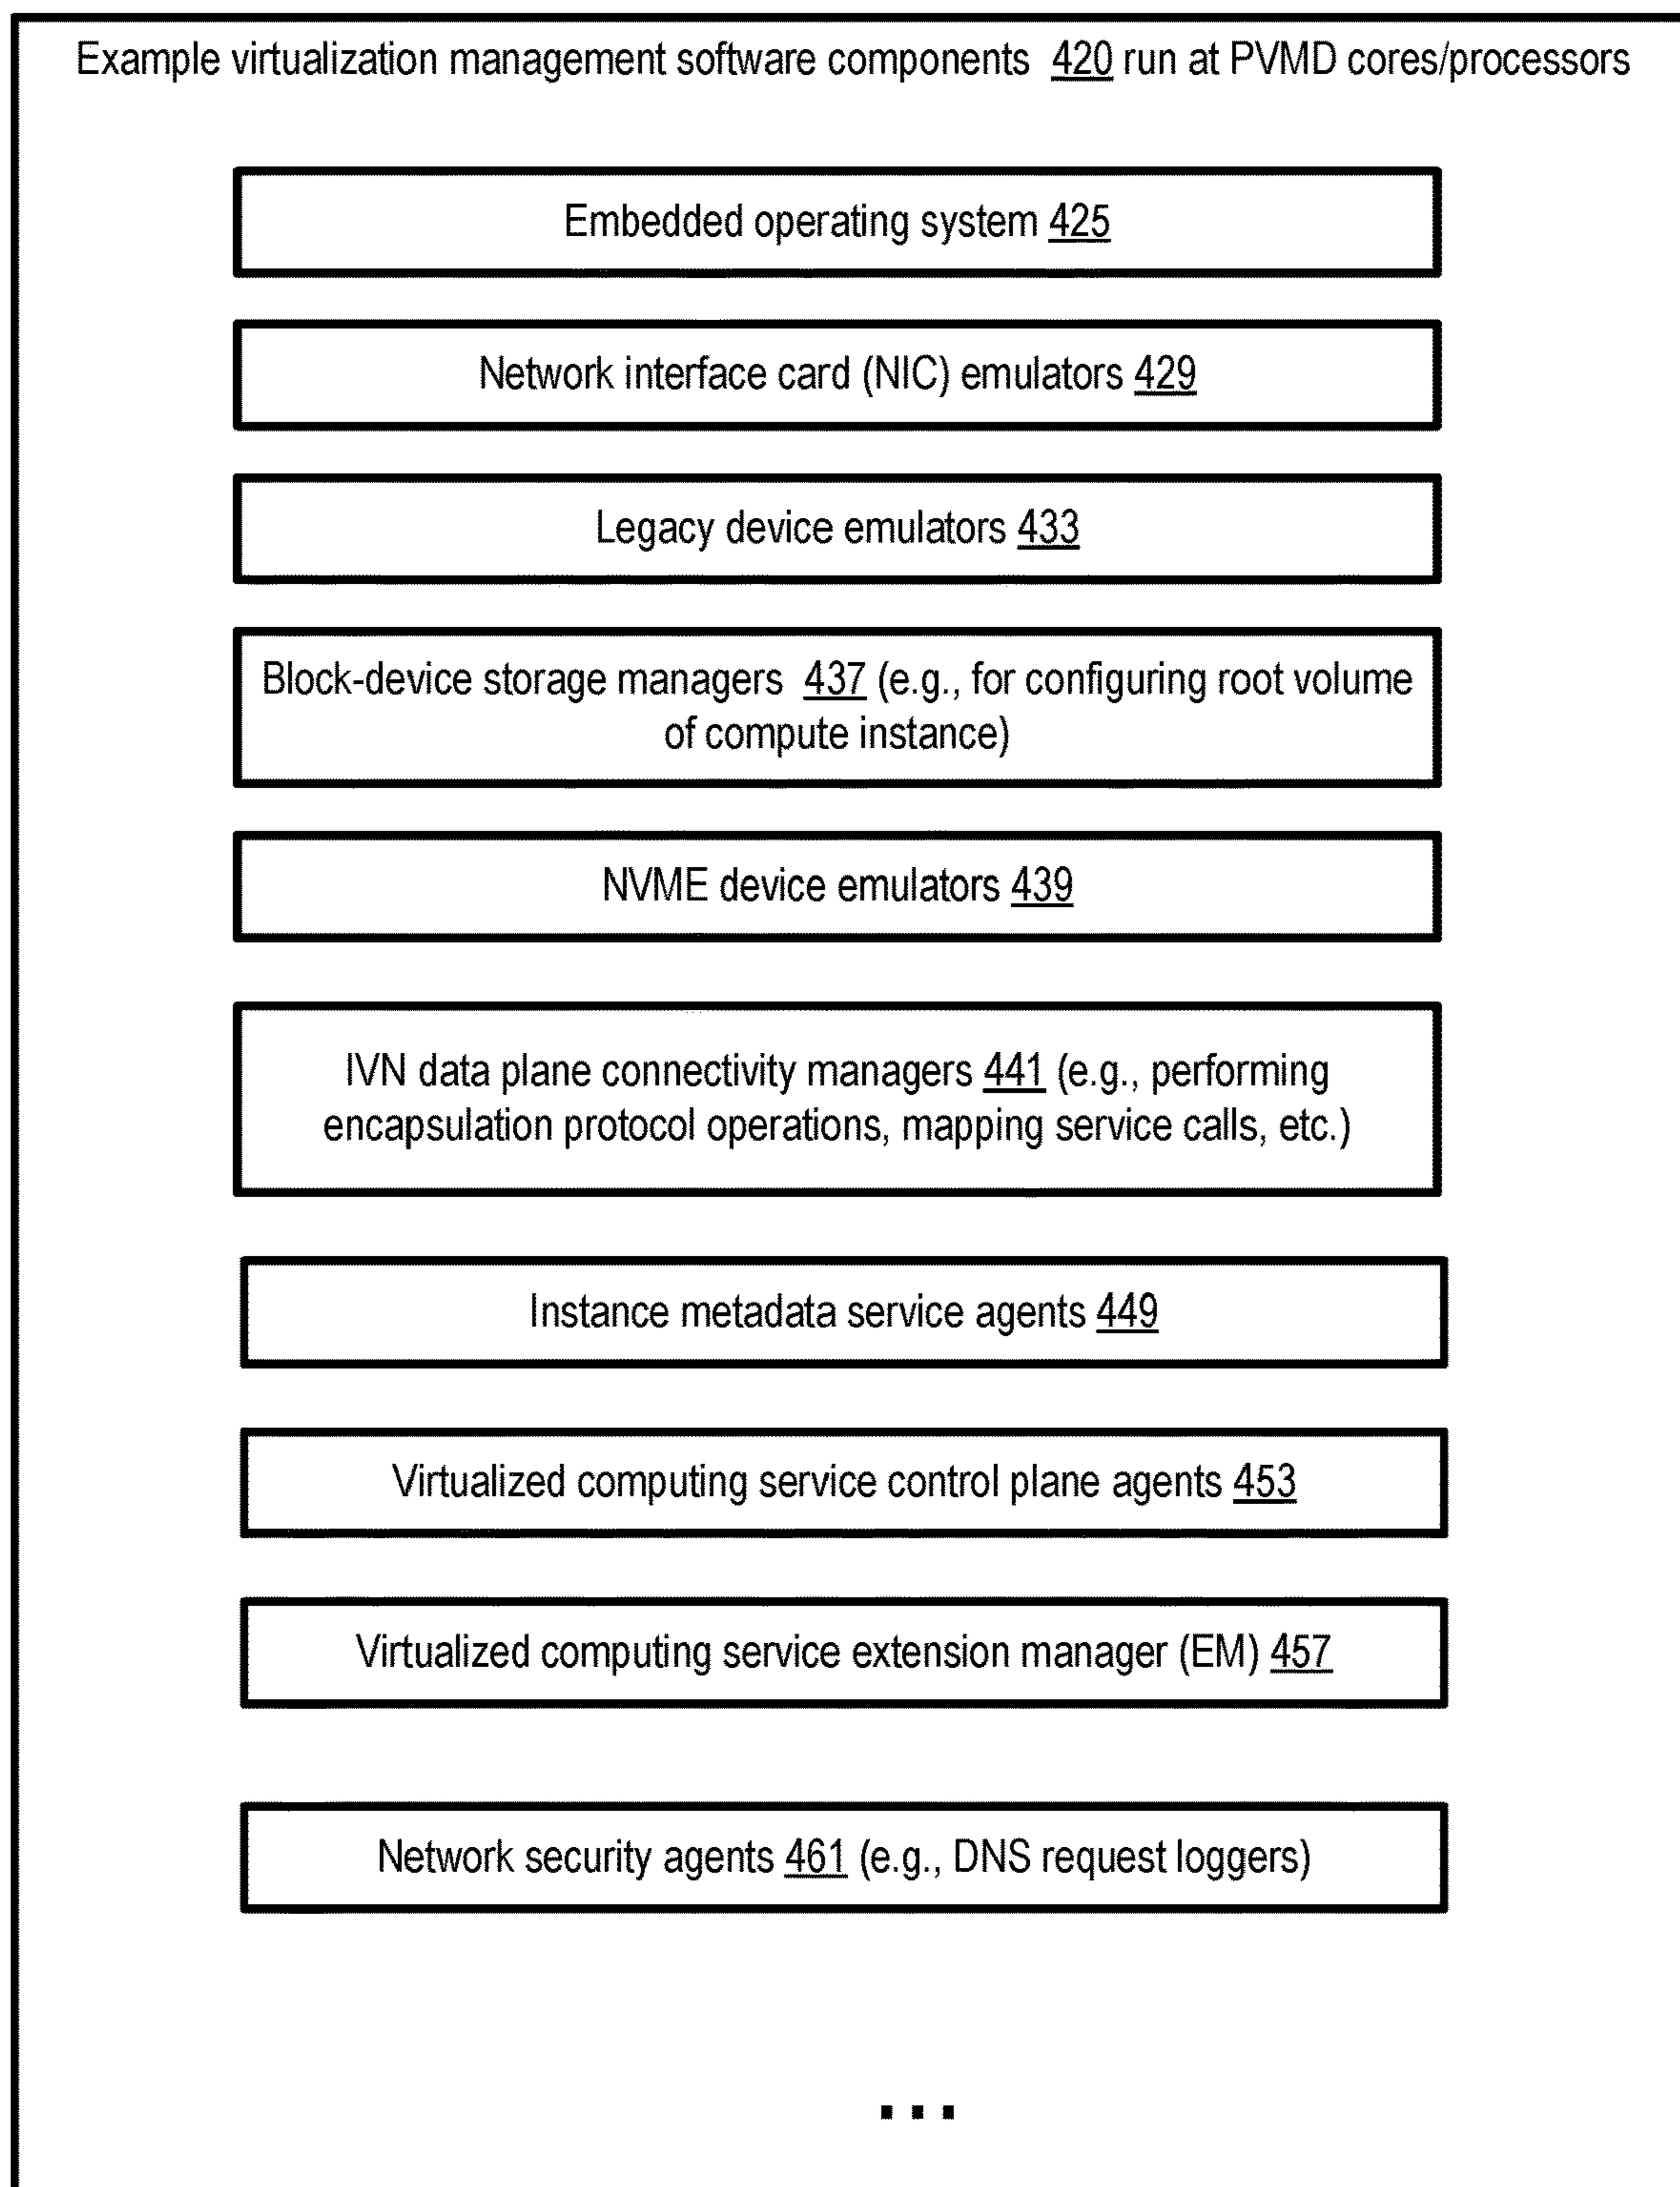 Example virtualization management software components 420 run at PVMD cores/processors
Embedded operating system 425
Network interface card (NIC) emulators 429
Legacy device emulators 433
Block-device storage managers 437 (e.g., for configuring root volume
of compute instance)
NVME device emulators 439
IVN data plane connectivity managers 441 (e.g., performing
encapsulation protocol operations, mapping service calls, etc.)
Instance metadata service agents 449
Virtualized computing service control plane agents 453
Virtualized computing service extension manager (EM) 457
Network security agents 461 (e.g., DNS request loggers)
...